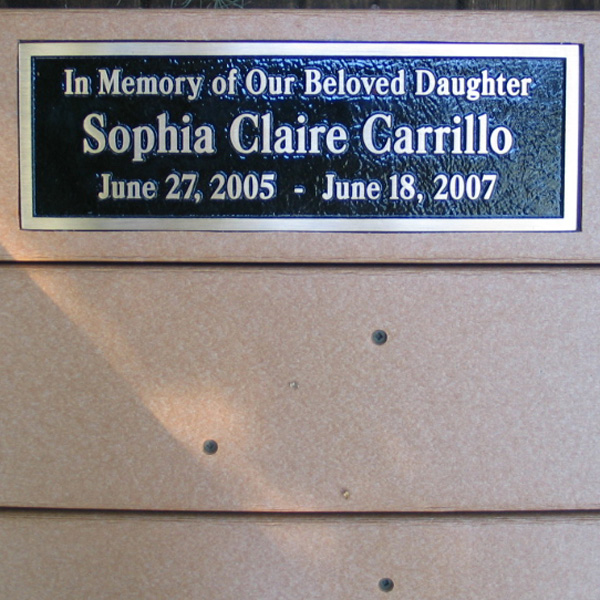 In Memory of Our Beloved Daughter
Sophia Claire Carrillo
June 27, 2005 - June 18, 2007